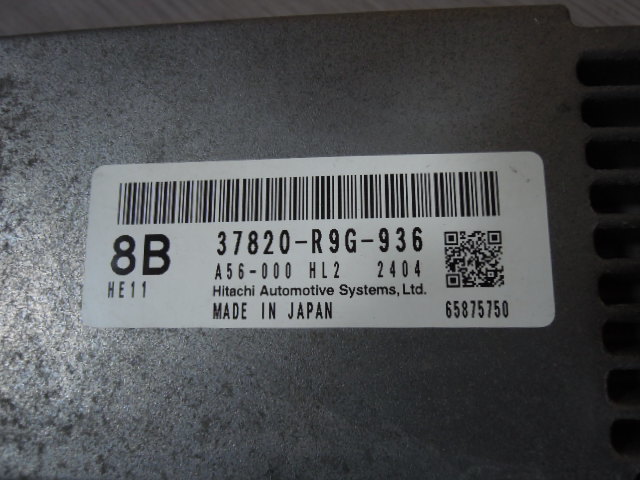 8B 37820-R9G-936
A56-000 HL2 2404
HE11 Hitachi Automotive Systems, Ltd.
MADE IN JAPAN 65875750